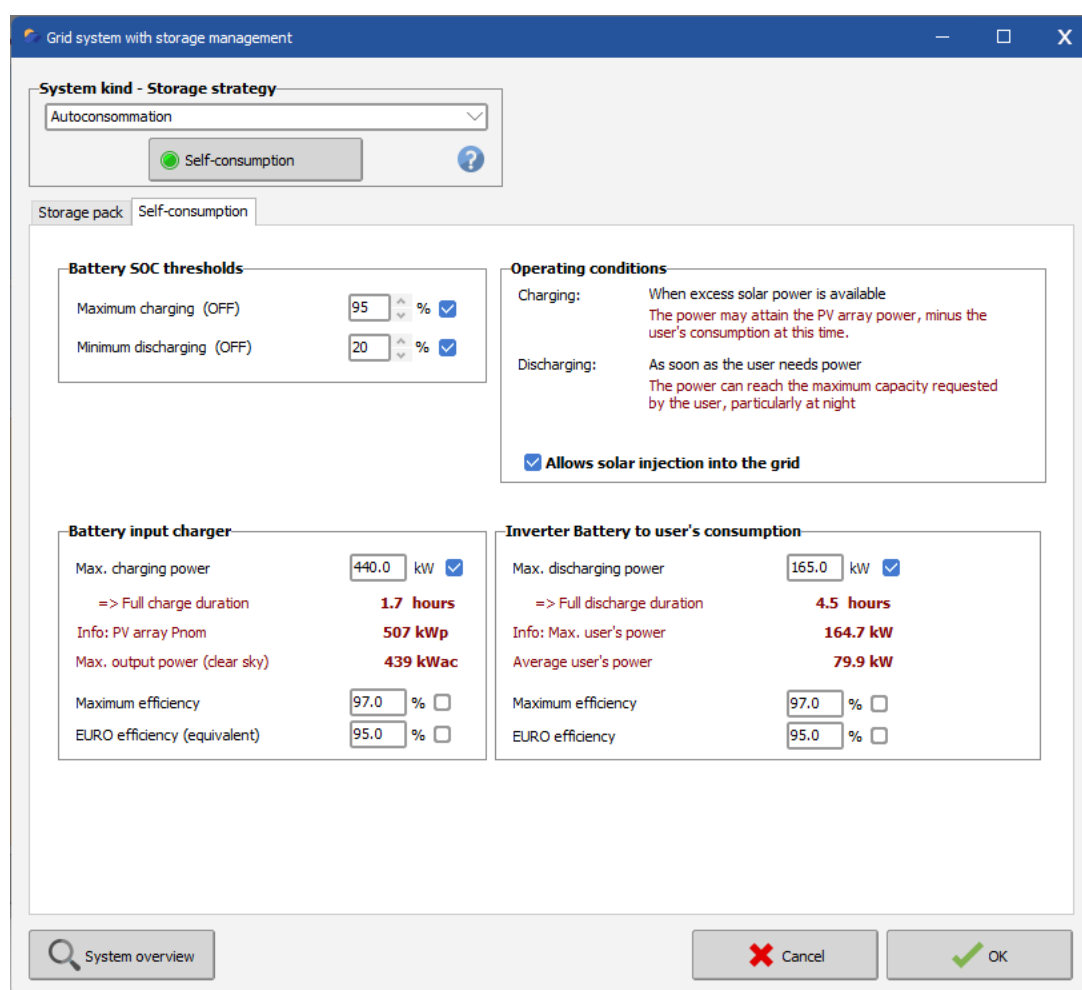 Grid system with storage management
System kind - Storage strategy
Autoconsommation
Self-consumption
?
Storage pack
Self-consumption
Battery SOC thresholds
Maximum charging (OFF) 95 %
Minimum discharging (OFF) 20 %
Operating conditions
Charging: When excess solar power is available
The power may attain the PV array power, minus the
user's consumption at this time.
Discharging: As soon as the user needs power
The power can reach the maximum capacity requested
by the user, particularly at night
Allows solar injection into the grid
Battery input charger
Max. charging power 440.0 kW
=> Full charge duration 1.7 hours
Info: PV array Pnom 507 kWp
Max. output power (clear sky) 439 kWac
Maximum efficiency 97.0 %
EURO efficiency (equivalent) 95.0 %
Inverter Battery to user's consumption
Max. discharging power 165.0 kW
=> Full discharge duration 4.5 hours
Info: Max. user's power 164.7 kW
Average user's power 79.9 kW
Maximum efficiency 97.0 %
EURO efficiency 95.0 %
System overview
Cancel
OK